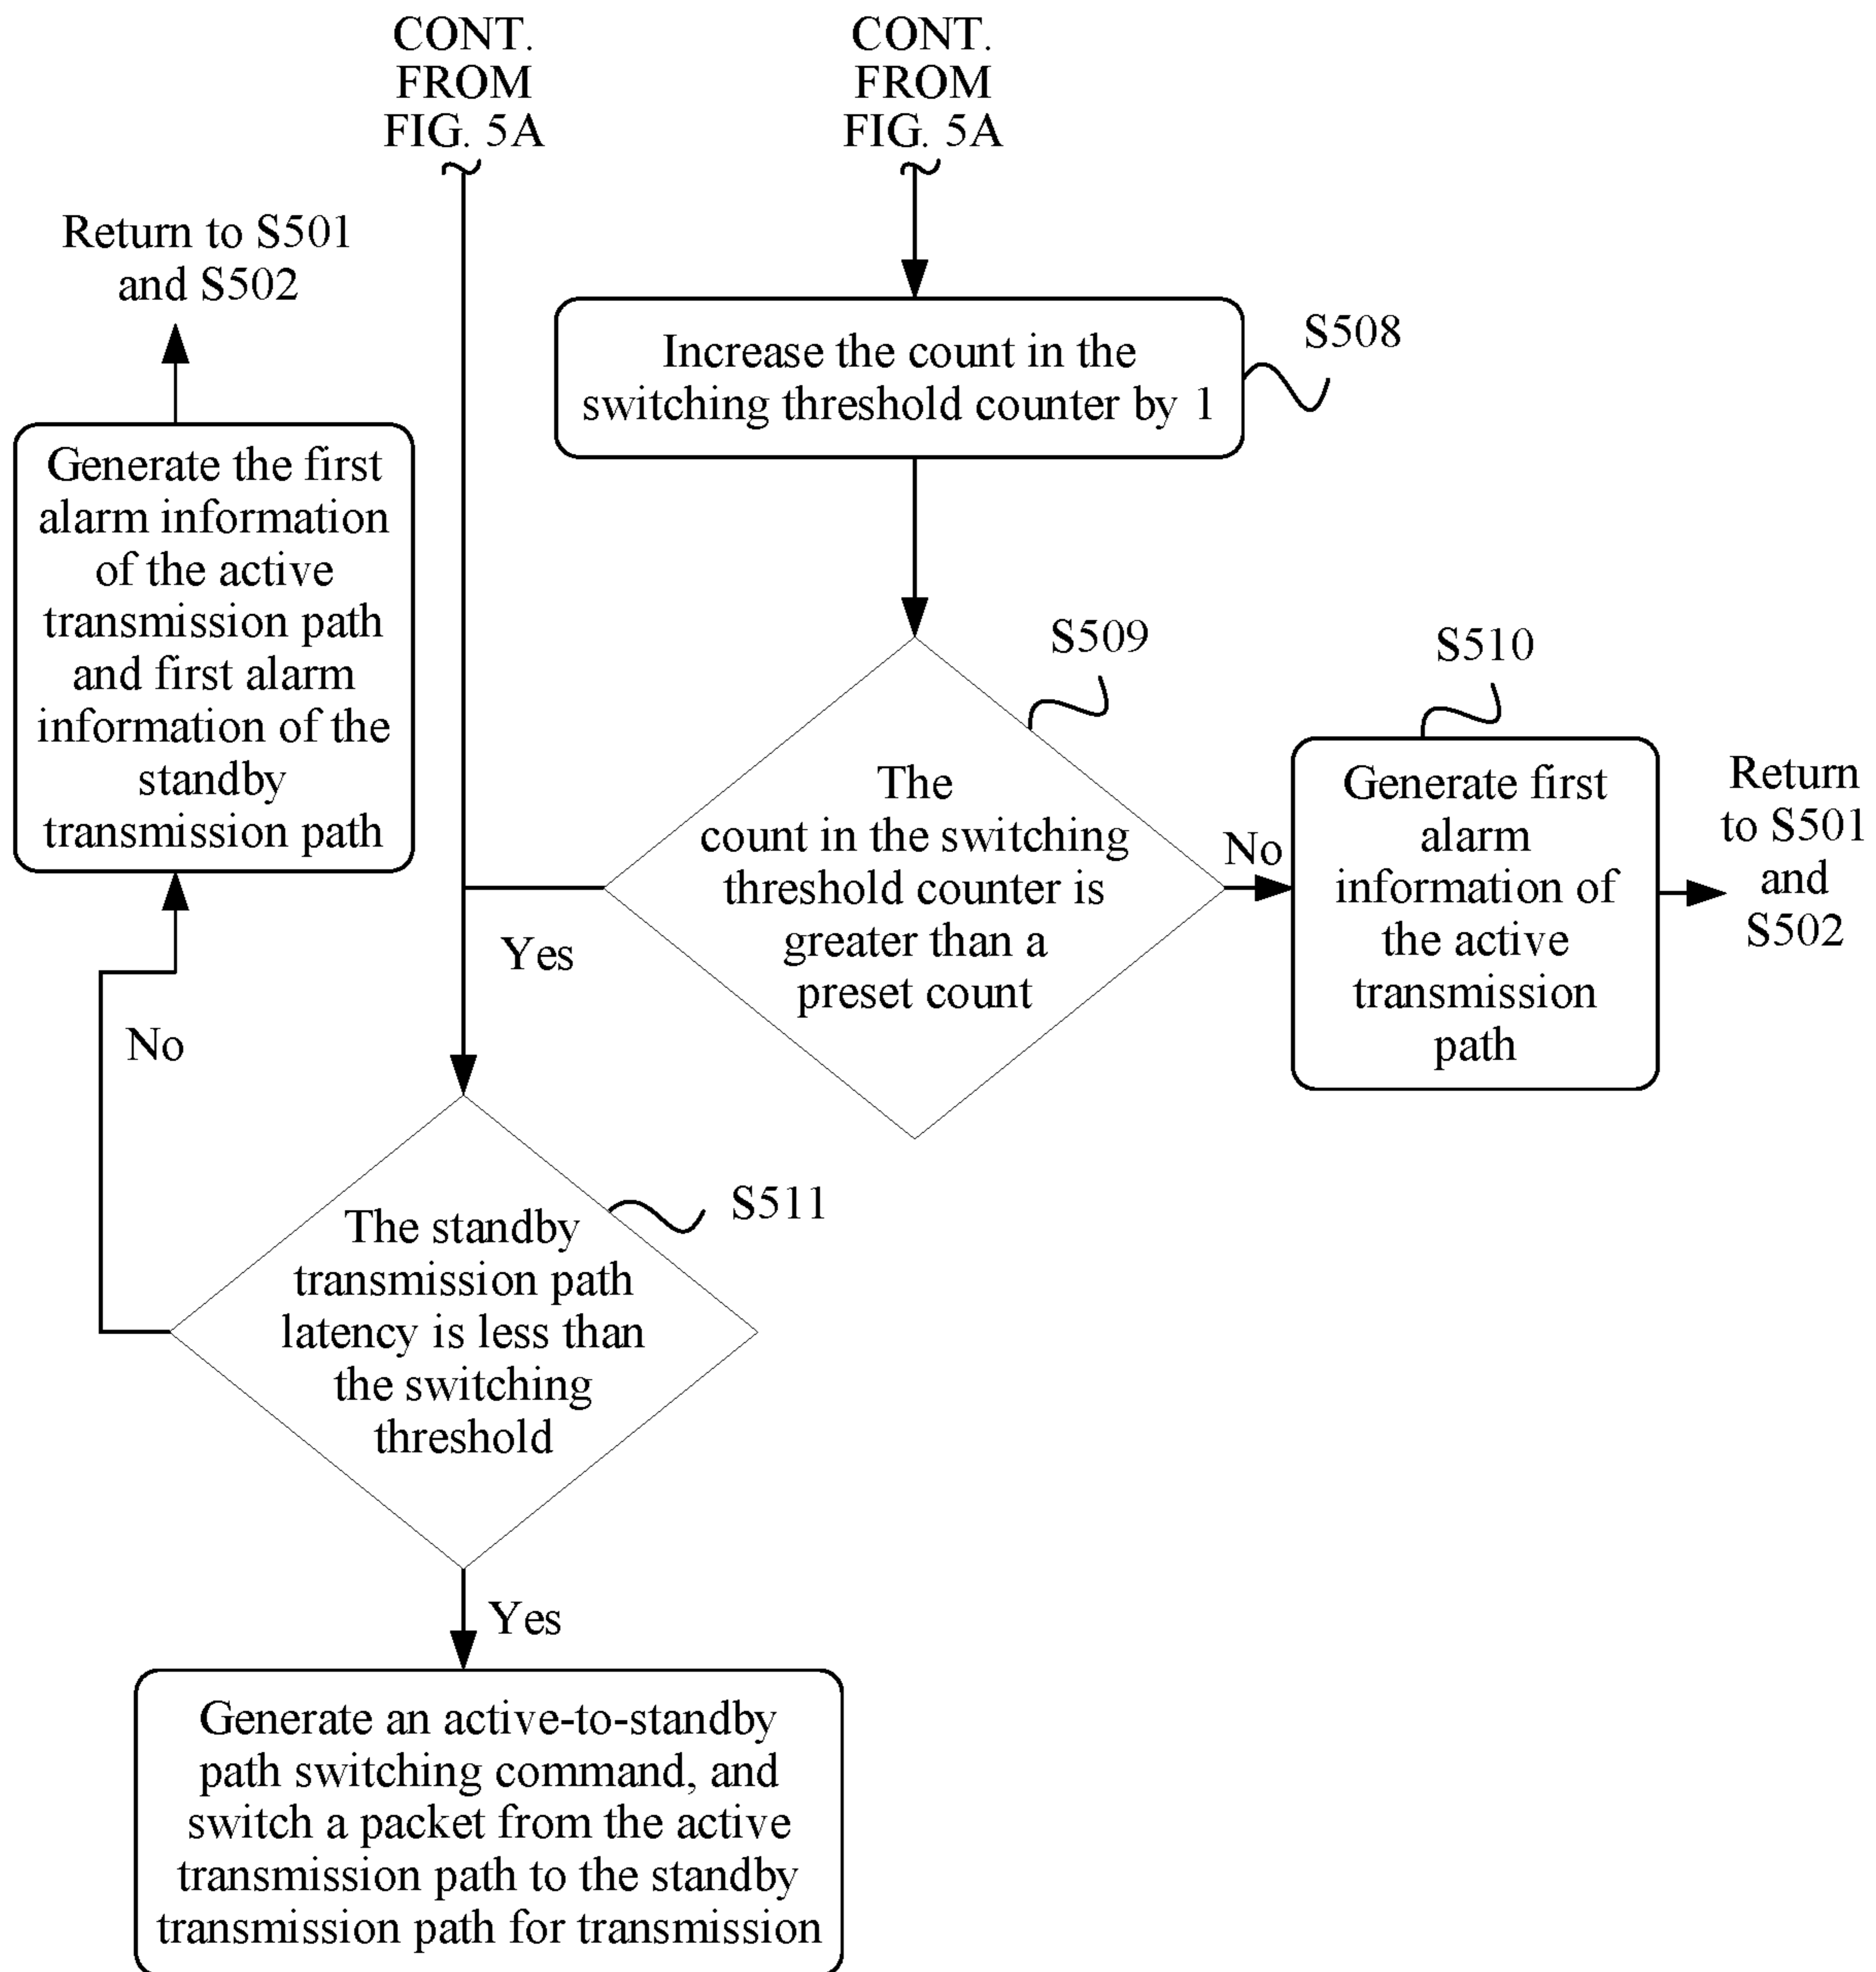 CONT.
FROM
FIG. 5A
CONT.
FROM
FIG. 5A
Return to S501
and S502
Increase the count in the
switching threshold counter by 1
S508
Generate the first
alarm information
of the active
transmission path
and first alarm
information of the
standby
transmission path
S509
The
count in the switching
threshold counter is
greater than a
preset count
No
S510
Generate first
alarm
information of
the active
transmission
path
Return
to S501
and
S502
Yes
No
S511
The standby
transmission path
latency is less than
the switching
threshold
Yes
Generate an active-to-standby
path switching command, and
switch a packet from the active
transmission path to the standby
transmission path for transmission